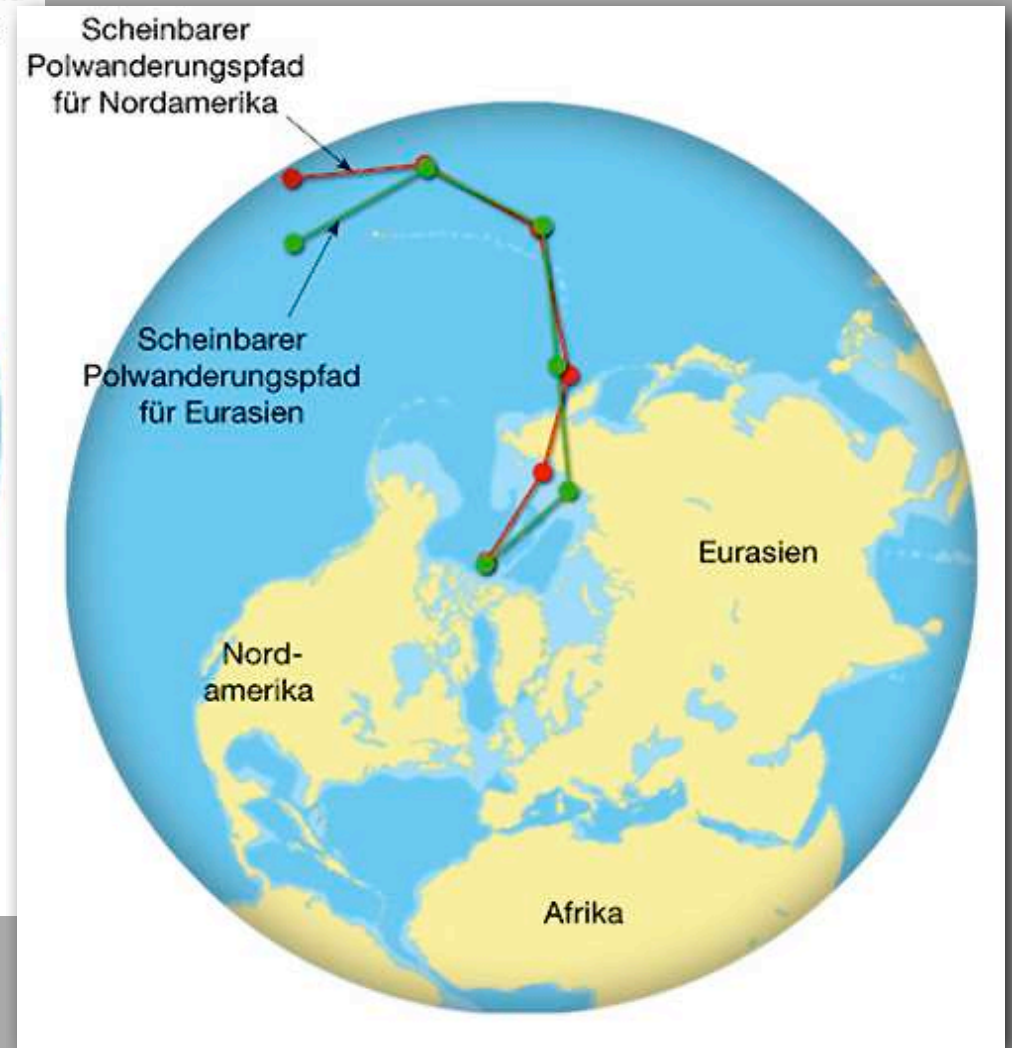 Scheinbarer
Polwanderungspfad
für Nordamerika
Scheinbarer
Polwanderungspfad
für Eurasien
Eurasien
Nord-
amerika
Afrika